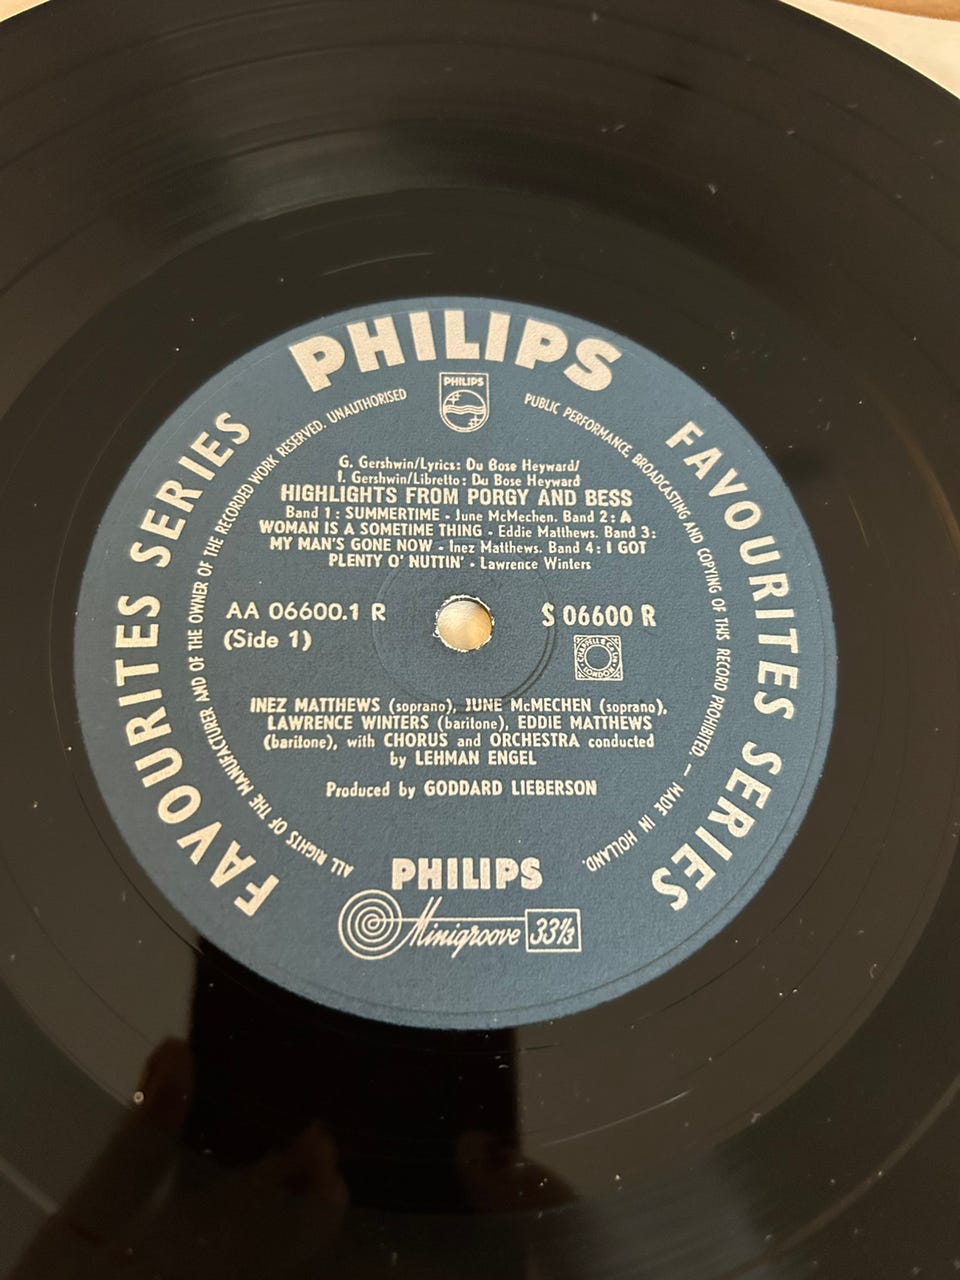 PHILIPS
FAVOURITES SERIES
FAVOURITES SERIES
ALL RIGHTS OF THE MANUFACTURER AND OF THE OWNER OF THE RECORDED WORK RESERVED. UNAUTHORISED
PUBLIC PERFORMANCE BROADCASTING AND COPYING OF THIS RECORD PROHIBITED. — MADE IN HOLLAND.
PHILIPS
G. Gershwin/Lyrics: Du Bose Heyward/
I. Gershwin/Libretto: Du Bose Heyward
HIGHLIGHTS FROM PORGY AND BESS
Band 1: SUMMERTIME - June McMechen. Band 2: A
WOMAN IS A SOMETIME THING - Eddie Matthews. Band 3:
MY MAN'S GONE NOW - Inez Matthews. Band 4: I GOT
PLENTY O' NUTTIN' - Lawrence Winters
AA 06600.1 R
(Side 1)
S 06600 R
CHAPPELL & Co. Ltd
LONDON
INEZ MATTHEWS (soprano), JUNE McMECHEN (soprano),
LAWRENCE WINTERS (baritone), EDDIE MATTHEWS
(baritone), with CHORUS and ORCHESTRA conducted
by LEHMAN ENGEL
Produced by GODDARD LIEBERSON
PHILIPS
Minigroove 33⅓